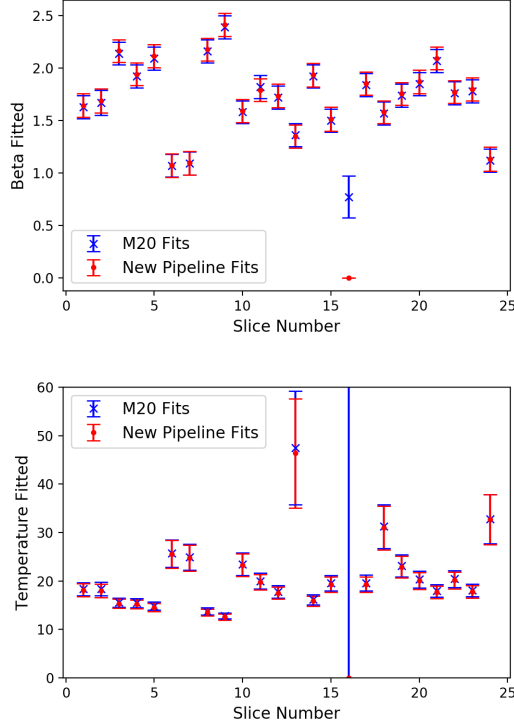 2.5
2.0
1.5
1.0
0.5
0.0
Beta Fitted
M20 Fits
New Pipeline Fits
0 5 10 15 20 25
Slice Number
60
50
40
30
20
10
0
Temperature Fitted
M20 Fits
New Pipeline Fits
0 5 10 15 20 25
Slice Number